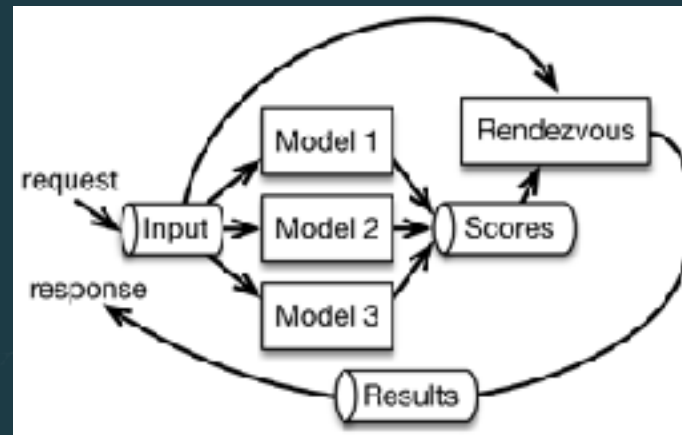 request
Input
response
Model 1
Model 2
Model 3
Scores
Rendezvous
Results